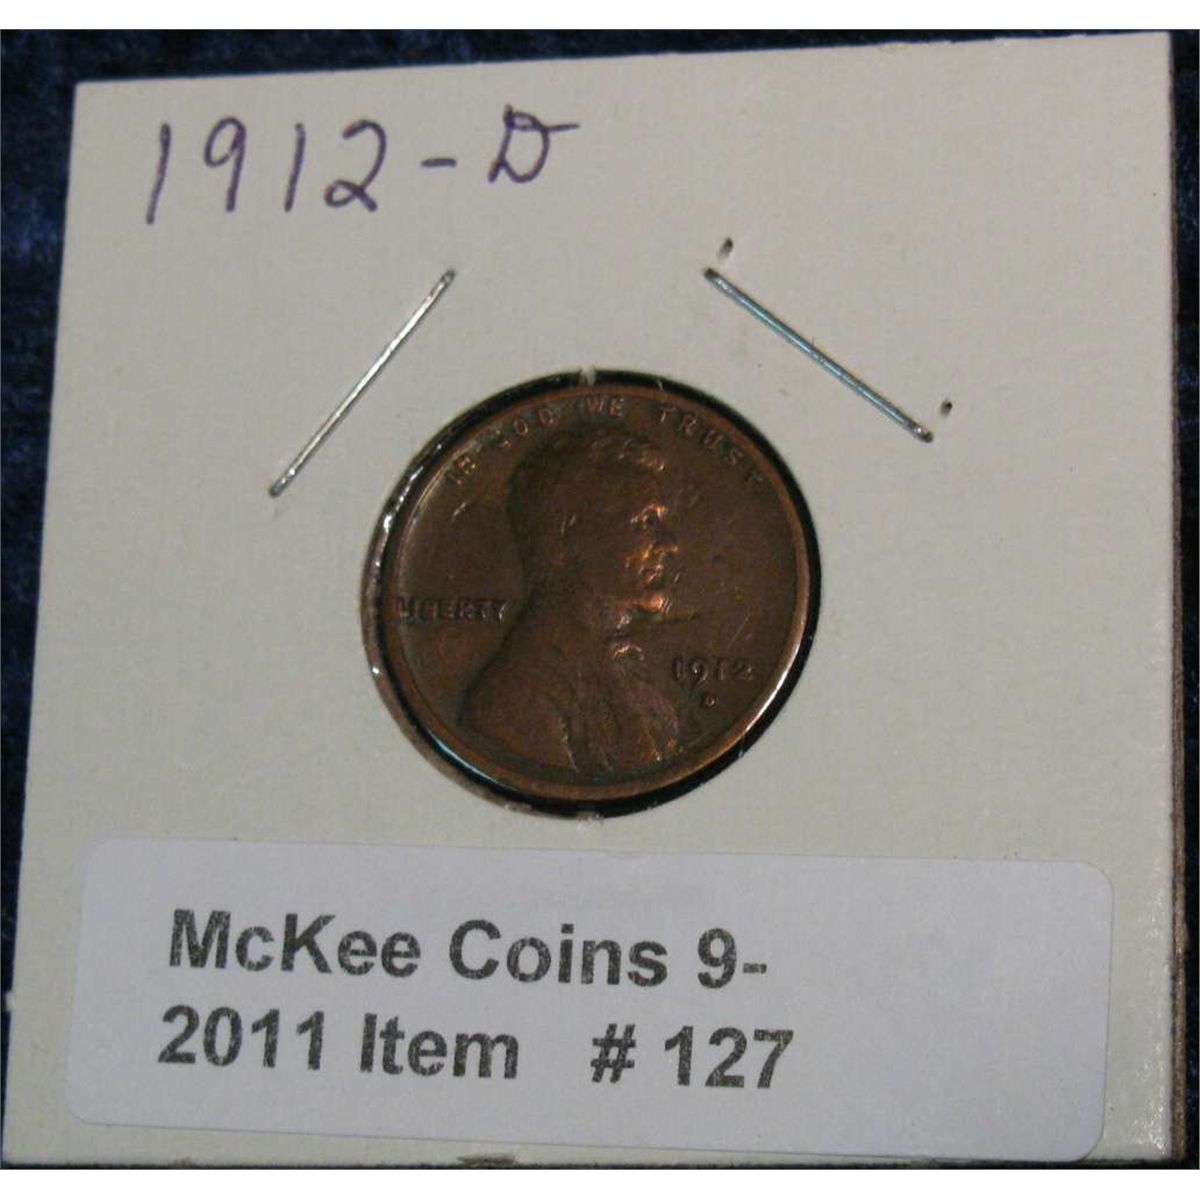 1912-D
IN GOD WE TRUST
LIBERTY
1912
D
McKee Coins 9-
2011 Item # 127